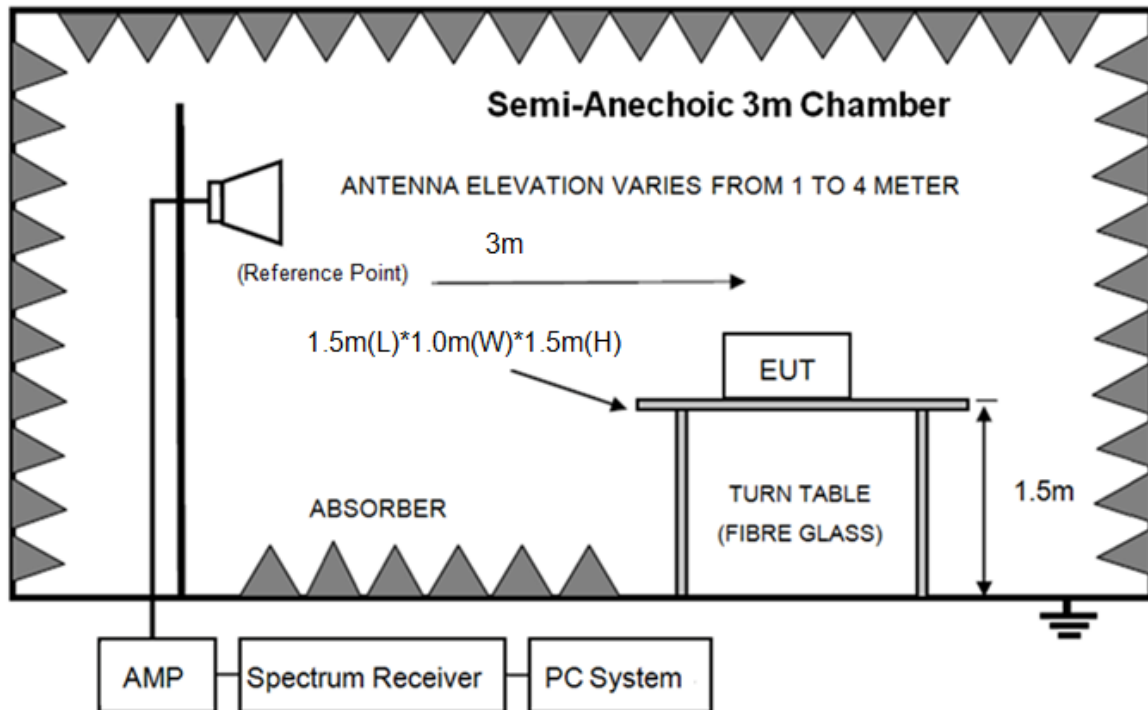 Semi-Anechoic 3m Chamber
ANTENNA ELEVATION VARIES FROM 1 TO 4 METER
3m
(Reference Point)
1.5m(L)*1.0m(W)*1.5m(H)
EUT
1.5m
TURN TABLE
(FIBRE GLASS)
ABSORBER
AMP
Spectrum Receiver
PC System